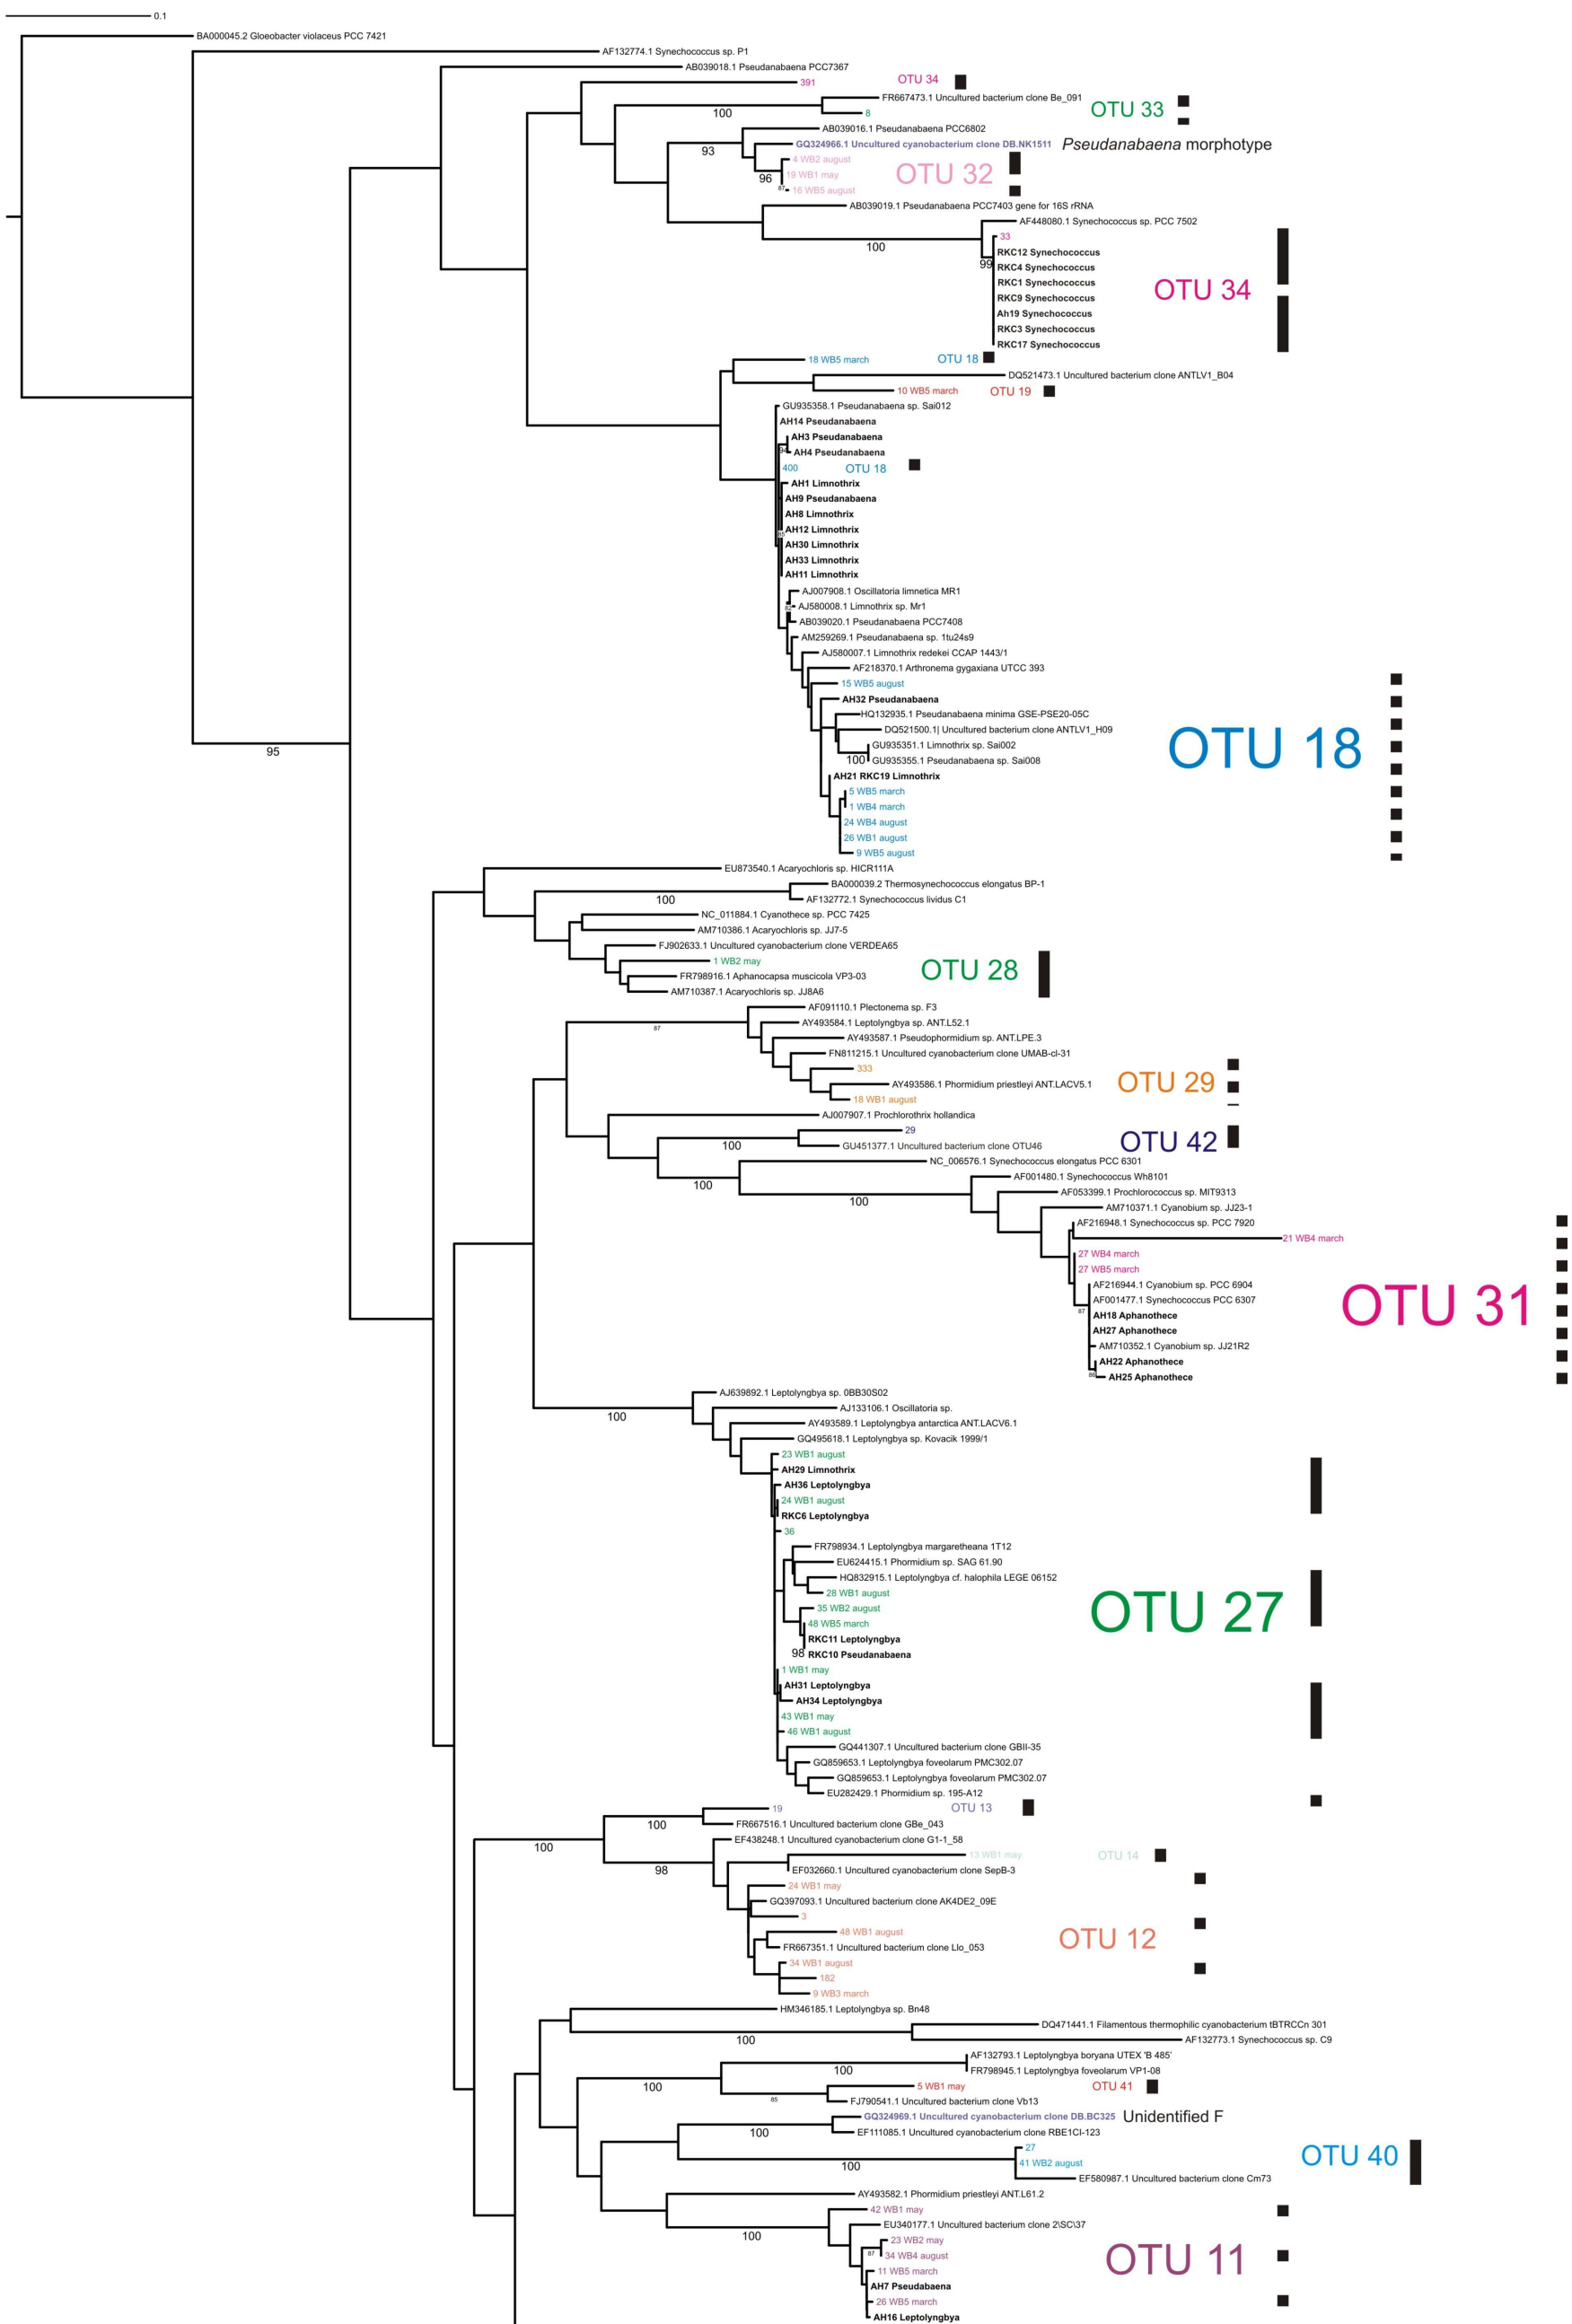 0.1
BA000045.2 Gloeobacter violaceus PCC 7421
AF132774.1 Synechococcus sp. P1
AB039018.1 Pseudanabaena PCC7367
391 OTU 34
FR667473.1 Uncultured bacterium clone Be_091
100 8 OTU 33
AB039016.1 Pseudanabaena PCC6802
93 GQ324966.1 Uncultured cyanobacterium clone DB.NK1511 Pseudanabaena morphotype
4 WB2 august
96 19 WB1 may OTU 32
87 16 WB5 august
AB039019.1 Pseudanabaena PCC7403 gene for 16S rRNA
AF448080.1 Synechococcus sp. PCC 7502
100 33
99 RKC12 Synechococcus
RKC4 Synechococcus
RKC1 Synechococcus
RKC9 Synechococcus OTU 34
Ah19 Synechococcus
RKC3 Synechococcus
RKC17 Synechococcus
18 WB5 march OTU 18
DQ521473.1 Uncultured bacterium clone ANTLV1_B04
10 WB5 march OTU 19
GU935358.1 Pseudanabaena sp. Sai012
AH14 Pseudanabaena
AH3 Pseudanabaena
AH4 Pseudanabaena
400 OTU 18
AH1 Limnothrix
AH9 Pseudanabaena
AH8 Limnothrix
AH12 Limnothrix
AH30 Limnothrix
AH33 Limnothrix
AH11 Limnothrix
AJ007908.1 Oscillatoria limnetica MR1
AJ580008.1 Limnothrix sp. Mr1
AB039020.1 Pseudanabaena PCC7408
AM259269.1 Pseudanabaena sp. 1tu24s9
AJ580007.1 Limnothrix redekei CCAP 1443/1
AF218370.1 Arthronema gygaxiana UTCC 393
15 WB5 august
AH32 Pseudanabaena
HQ132935.1 Pseudanabaena minima GSE-PSE20-05C
DQ521500.1| Uncultured bacterium clone ANTLV1_H09
95 GU935351.1 Limnothrix sp. Sai002 OTU 18
100 GU935355.1 Pseudanabaena sp. Sai008
AH21 RKC19 Limnothrix
5 WB5 march
1 WB4 march
24 WB4 august
26 WB1 august
9 WB5 august
EU873540.1 Acaryochloris sp. HICR111A
BA000039.2 Thermosynechococcus elongatus BP-1
100 AF132772.1 Synechococcus lividus C1
NC_011884.1 Cyanothece sp. PCC 7425
AM710386.1 Acaryochloris sp. JJ7-5
FJ902633.1 Uncultured cyanobacterium clone VERDEA65
1 WB2 may OTU 28
FR798916.1 Aphanocapsa muscicola VP3-03
AM710387.1 Acaryochloris sp. JJ8A6
AF091110.1 Plectonema sp. F3
87 AY493584.1 Leptolyngbya sp. ANT.L52.1
AY493587.1 Pseudophormidium sp. ANT.LPE.3
FN811215.1 Uncultured cyanobacterium clone UMAB-cl-31
333
AY493586.1 Phormidium priestleyi ANT.LACV5.1 OTU 29
18 WB1 august
AJ007907.1 Prochlorothrix hollandica
29
100 GU451377.1 Uncultured bacterium clone OTU46 OTU 42
NC_006576.1 Synechococcus elongatus PCC 6301
100 AF001480.1 Synechococcus Wh8101
100 AF053399.1 Prochlorococcus sp. MIT9313
AM710371.1 Cyanobium sp. JJ23-1
AF216948.1 Synechococcus sp. PCC 7920
21 WB4 march
27 WB4 march
27 WB5 march
AF216944.1 Cyanobium sp. PCC 6904
AF001477.1 Synechococcus PCC 6307 OTU 31
87 AH18 Aphanothece
AH27 Aphanothece
AM710352.1 Cyanobium sp. JJ21R2
AH22 Aphanothece
AH25 Aphanothece
AJ639892.1 Leptolyngbya sp. 0BB30S02
100 AJ133106.1 Oscillatoria sp.
AY493589.1 Leptolyngbya antarctica ANT.LACV6.1
GQ495618.1 Leptolyngbya sp. Kovacik 1999/1
23 WB1 august
AH29 Limnothrix
AH36 Leptolyngbya
24 WB1 august
RKC6 Leptolyngbya
36
FR798934.1 Leptolyngbya margaretheana 1T12
EU624415.1 Phormidium sp. SAG 61.90
HQ832915.1 Leptolyngbya cf. halophila LEGE 06152
28 WB1 august
35 WB2 august OTU 27
48 WB5 march
RKC11 Leptolyngbya
98 RKC10 Pseudanabaena
1 WB1 may
AH31 Leptolyngbya
AH34 Leptolyngbya
43 WB1 may
46 WB1 august
GQ441307.1 Uncultured bacterium clone GBII-35
GQ859653.1 Leptolyngbya foveolarum PMC302.07
GQ859653.1 Leptolyngbya foveolarum PMC302.07
EU282429.1 Phormidium sp. 195-A12
19 OTU 13
100 FR667516.1 Uncultured bacterium clone GBe_043
100 EF438248.1 Uncultured cyanobacterium clone G1-1_58
13 WB1 may OTU 14
98 EF032660.1 Uncultured cyanobacterium clone SepB-3
24 WB1 may
GQ397093.1 Uncultured bacterium clone AK4DE2_09E
3
48 WB1 august OTU 12
FR667351.1 Uncultured bacterium clone Llo_053
34 WB1 august
182
9 WB3 march
HM346185.1 Leptolyngbya sp. Bn48
DQ471441.1 Filamentous thermophilic cyanobacterium tBTRCCn 301
100 AF132773.1 Synechococcus sp. C9
AF132793.1 Leptolyngbya boryana UTEX 'B 485'
100 FR798945.1 Leptolyngbya foveolarum VP1-08
100 5 WB1 may OTU 41
85 FJ790541.1 Uncultured bacterium clone Vb13
GQ324969.1 Uncultured cyanobacterium clone DB.BC325 Unidentified F
100 EF111085.1 Uncultured cyanobacterium clone RBE1CI-123
27
100 41 WB2 august OTU 40
EF580987.1 Uncultured bacterium clone Cm73
AY493582.1 Phormidium priestleyi ANT.L61.2
42 WB1 may
100 EU340177.1 Uncultured bacterium clone 2\SC\37
23 WB2 may
87 34 WB4 august OTU 11
11 WB5 march
AH7 Pseudabaena
26 WB5 march
AH16 Leptolyngbya